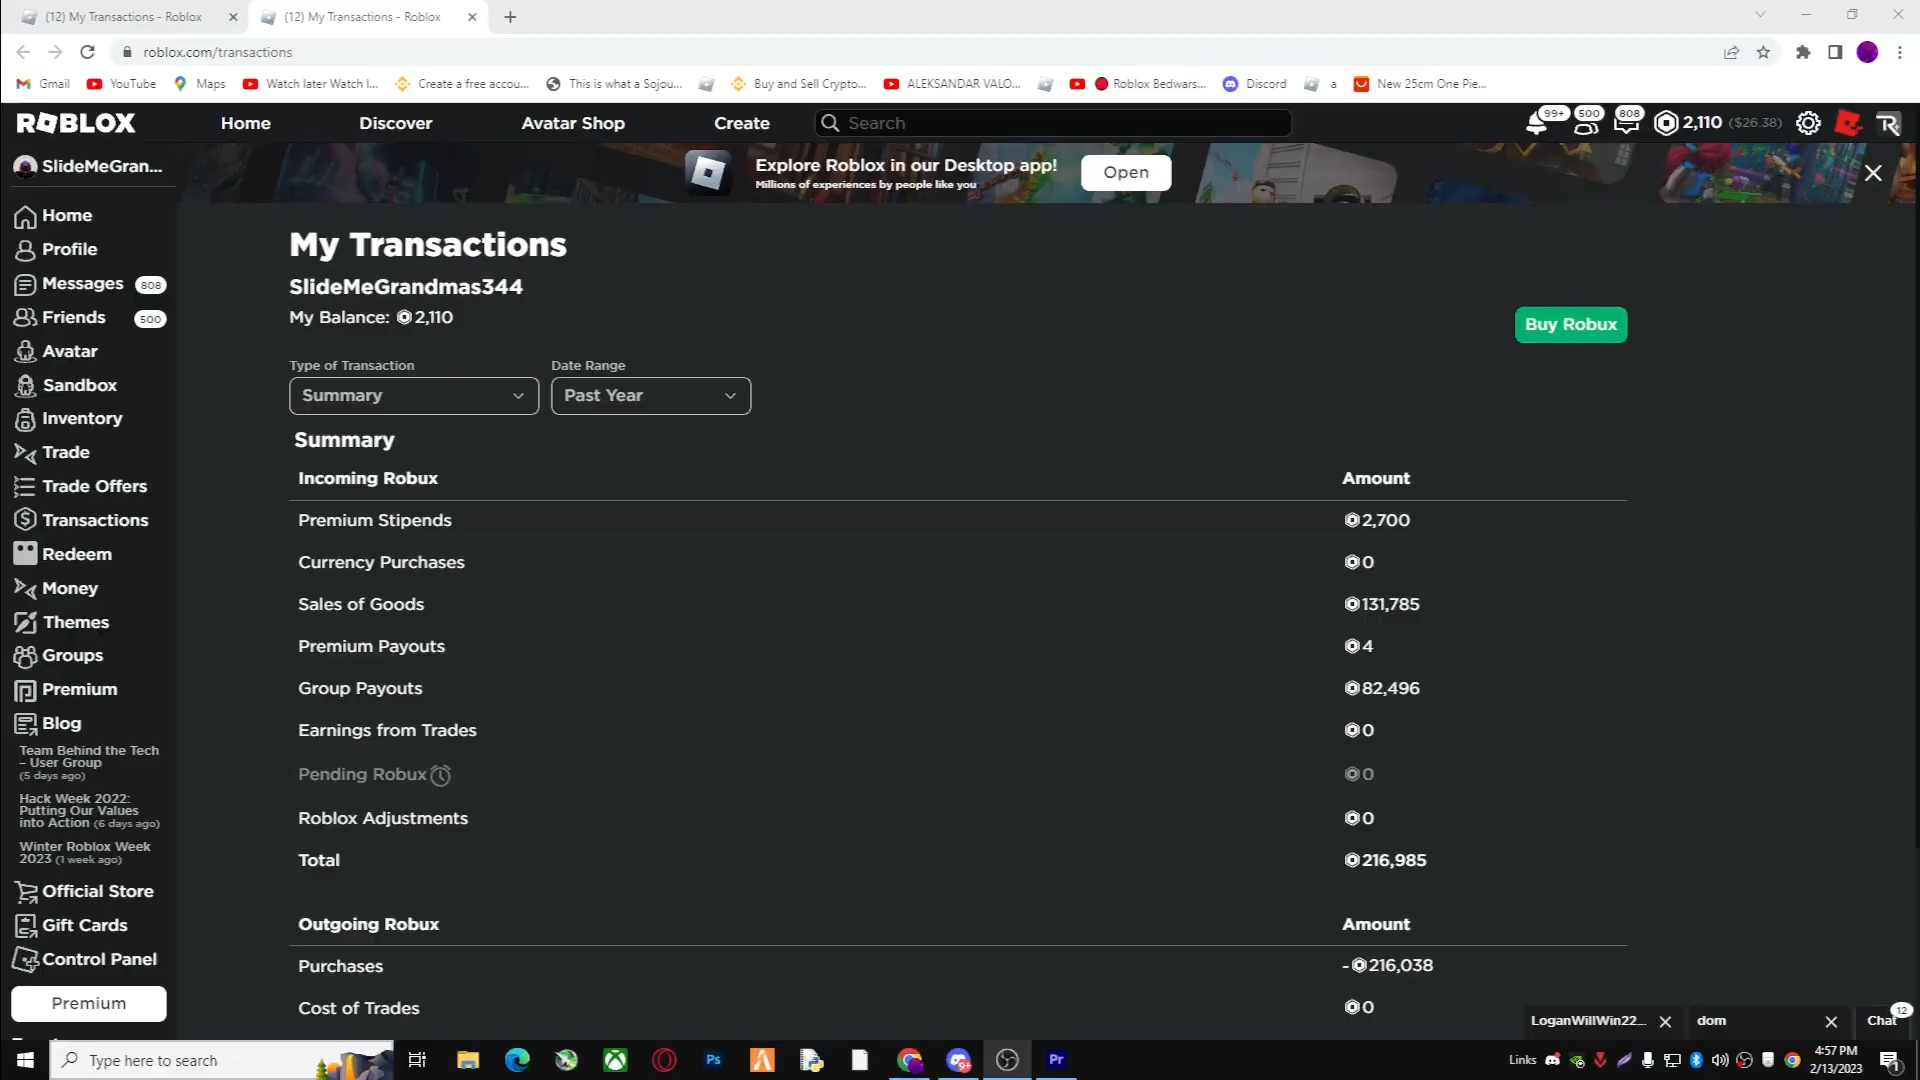 (12) My Transactions - Roblox
(12) My Transactions - Roblox
roblox.com/transactions
Gmail
YouTube
Maps
Watch later Watch l...
Create a free accou...
This is what a Sojou...
Buy and Sell Crypto...
ALEKSANDAR VALO...
Roblox Bedwars...
Discord
a
New 25cm One Pie...
ROBLOX
Home
Discover
Avatar Shop
Create
Search
99+
500
808
2,110 ($26.38)
SlideMeGran...
Explore Roblox in our Desktop app!
Millions of experiences by people like you
Open
Home
Profile
Messages 808
Friends 500
Avatar
Sandbox
Inventory
Trade
Trade Offers
Transactions
Redeem
Money
Themes
Groups
Premium
Blog
Team Behind the Tech
– User Group
(5 days ago)
Hack Week 2022:
Putting Our Values
into Action (6 days ago)
Winter Roblox Week
2023 (1 week ago)
Official Store
Gift Cards
Control Panel
Premium
My Transactions
SlideMeGrandmas344
My Balance: 2,110
Buy Robux
Type of Transaction
Summary
Date Range
Past Year
Summary
Incoming Robux Amount
Premium Stipends 2,700
Currency Purchases 0
Sales of Goods 131,785
Premium Payouts 4
Group Payouts 82,496
Earnings from Trades 0
Pending Robux 0
Roblox Adjustments 0
Total 216,985
Outgoing Robux Amount
Purchases -216,038
Cost of Trades 0
LoganWillWin22...
dom
Chat 12
Type here to search
Ps
9+
Pr
Links
4:57 PM
2/13/2023
1